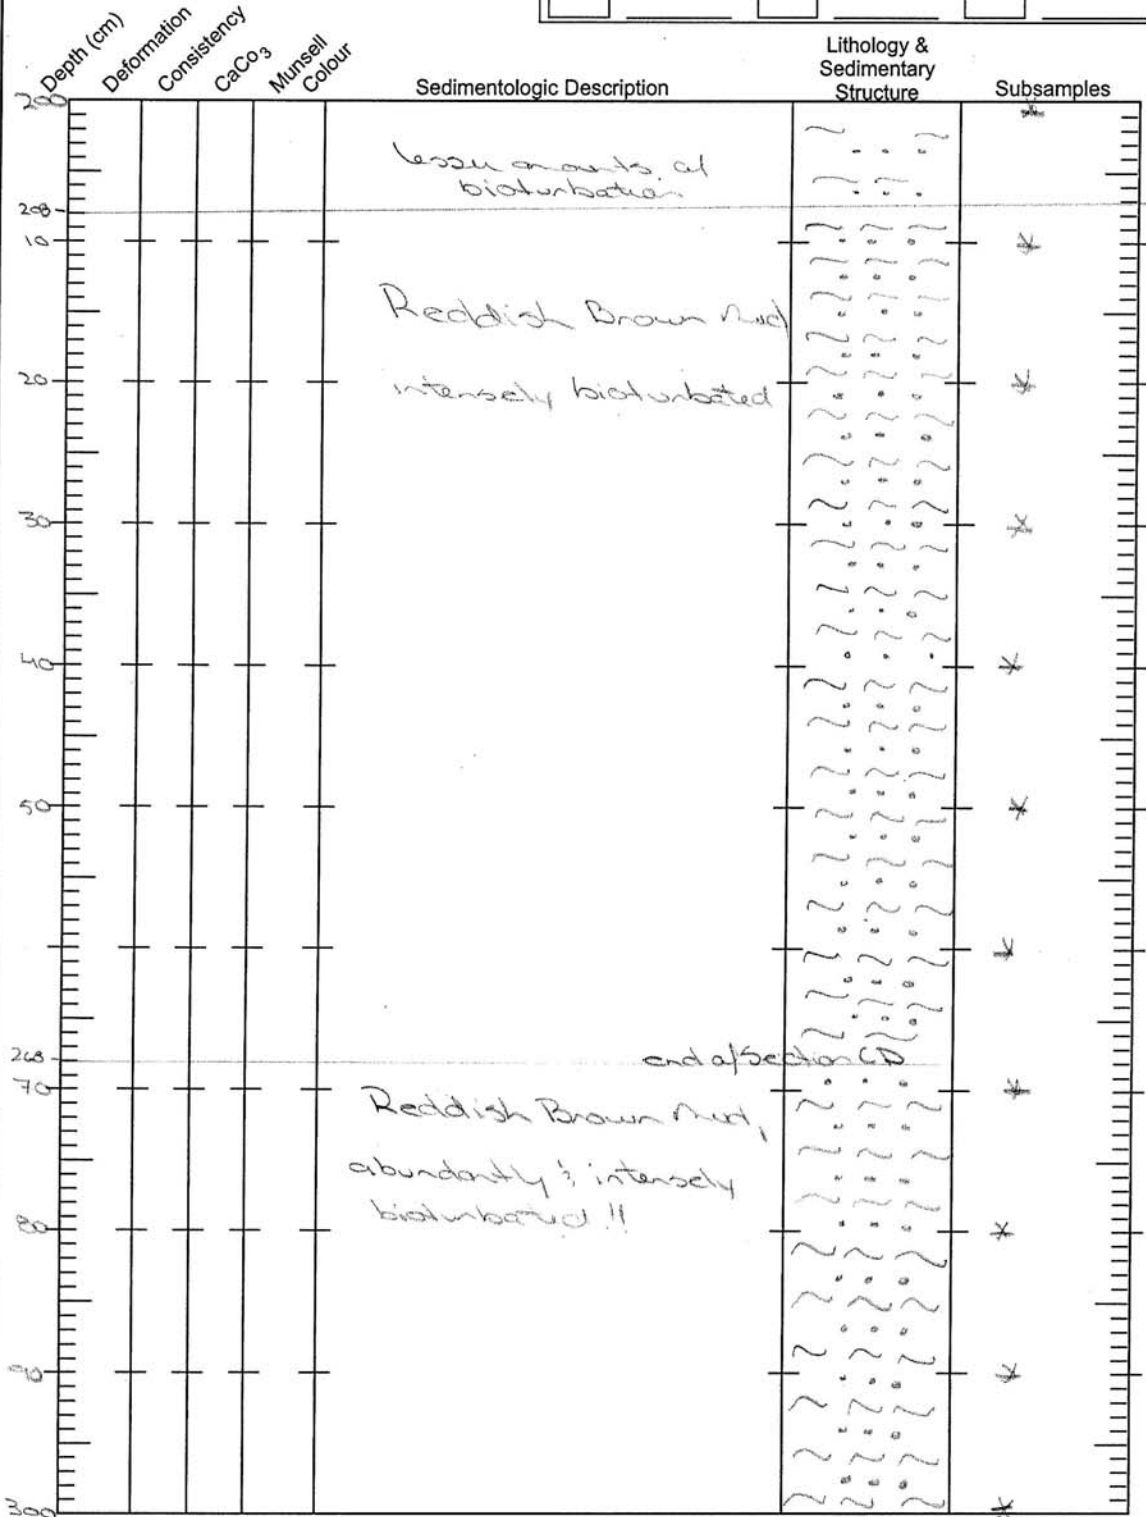 Depth (cm)
Deformation
Consistency
CaCo3
Munsell
Colour
Sedimentologic Description
Lithology &
Sedimentary
Structure
Subsamples
200
lesser amounts of
bioturbation
208
10
Reddish Brown Mud
20
intensely bioturbated
30
40
50
268
end of Section CD
70
Reddish Brown Mud,
abundantly & intensely
80
bioturbated !!
90
300